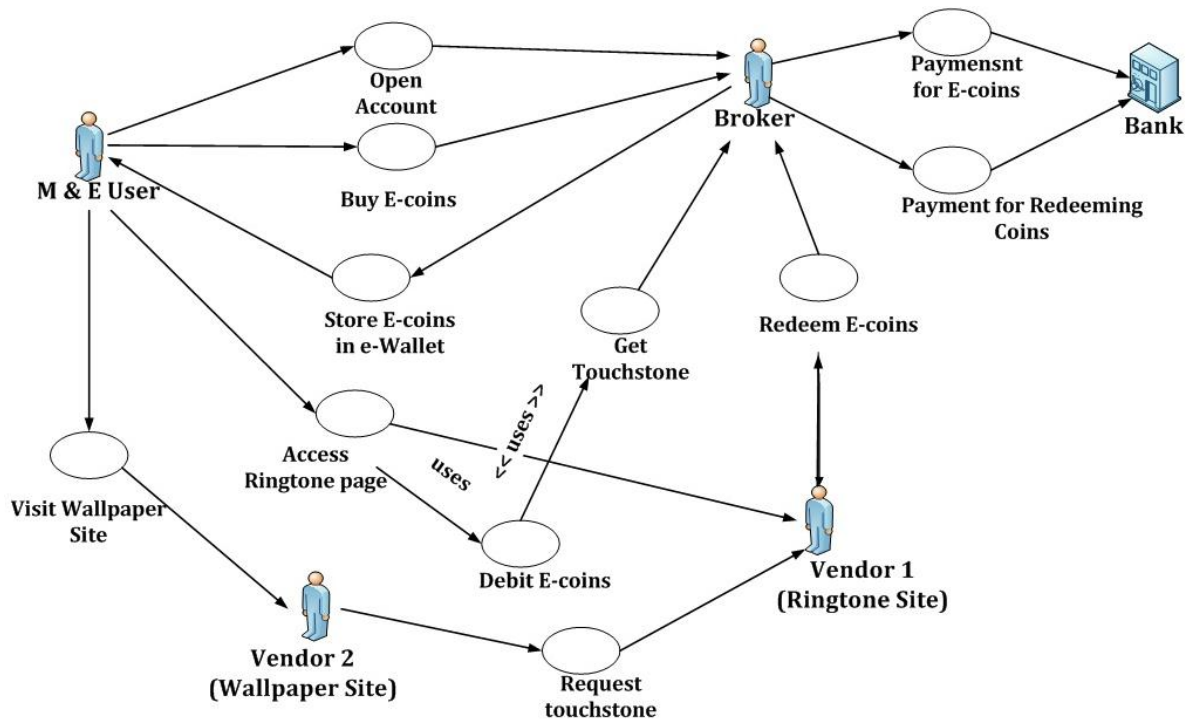 Open
Account
Paymensnt
for E-coins
Broker
Bank
M & E User
Buy E-coins
Payment for Redeeming
Coins
Store E-coins
in e-Wallet
Redeem E-coins
Get
Touchstone
<< uses >>
uses
Access
Ringtone page
Visit Wallpaper
Site
Debit E-coins
Vendor 1
(Ringtone Site)
Vendor 2
(Wallpaper Site)
Request
touchstone